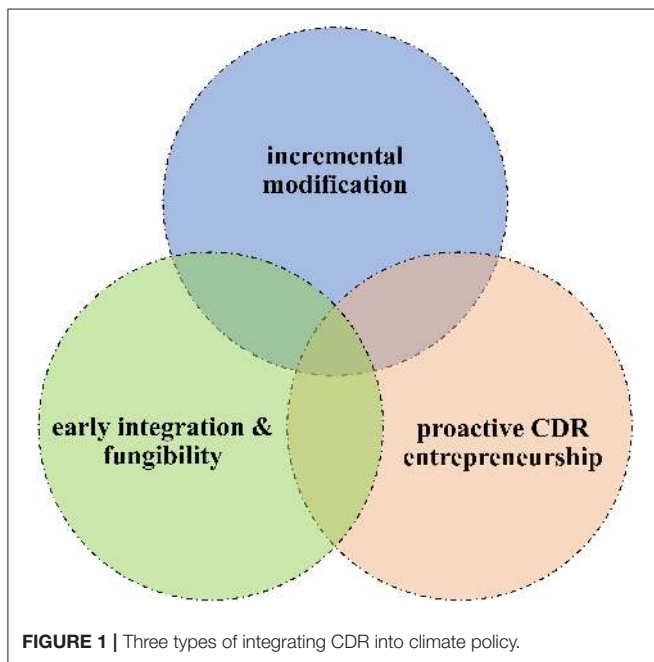 incremental
modification
early integration &
fungibility
proactive CDR
entrepreneurship
FIGURE 1 | Three types of integrating CDR into climate policy.